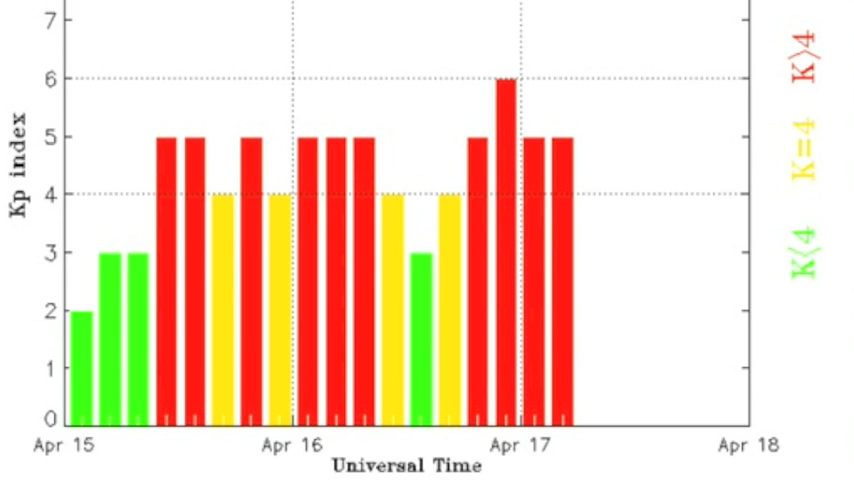 7
6
5
4
3
2
1
0
Kp index
Apr 15
Apr 16
Apr 17
Apr 18
Universal Time
K>4
K=4
K<4